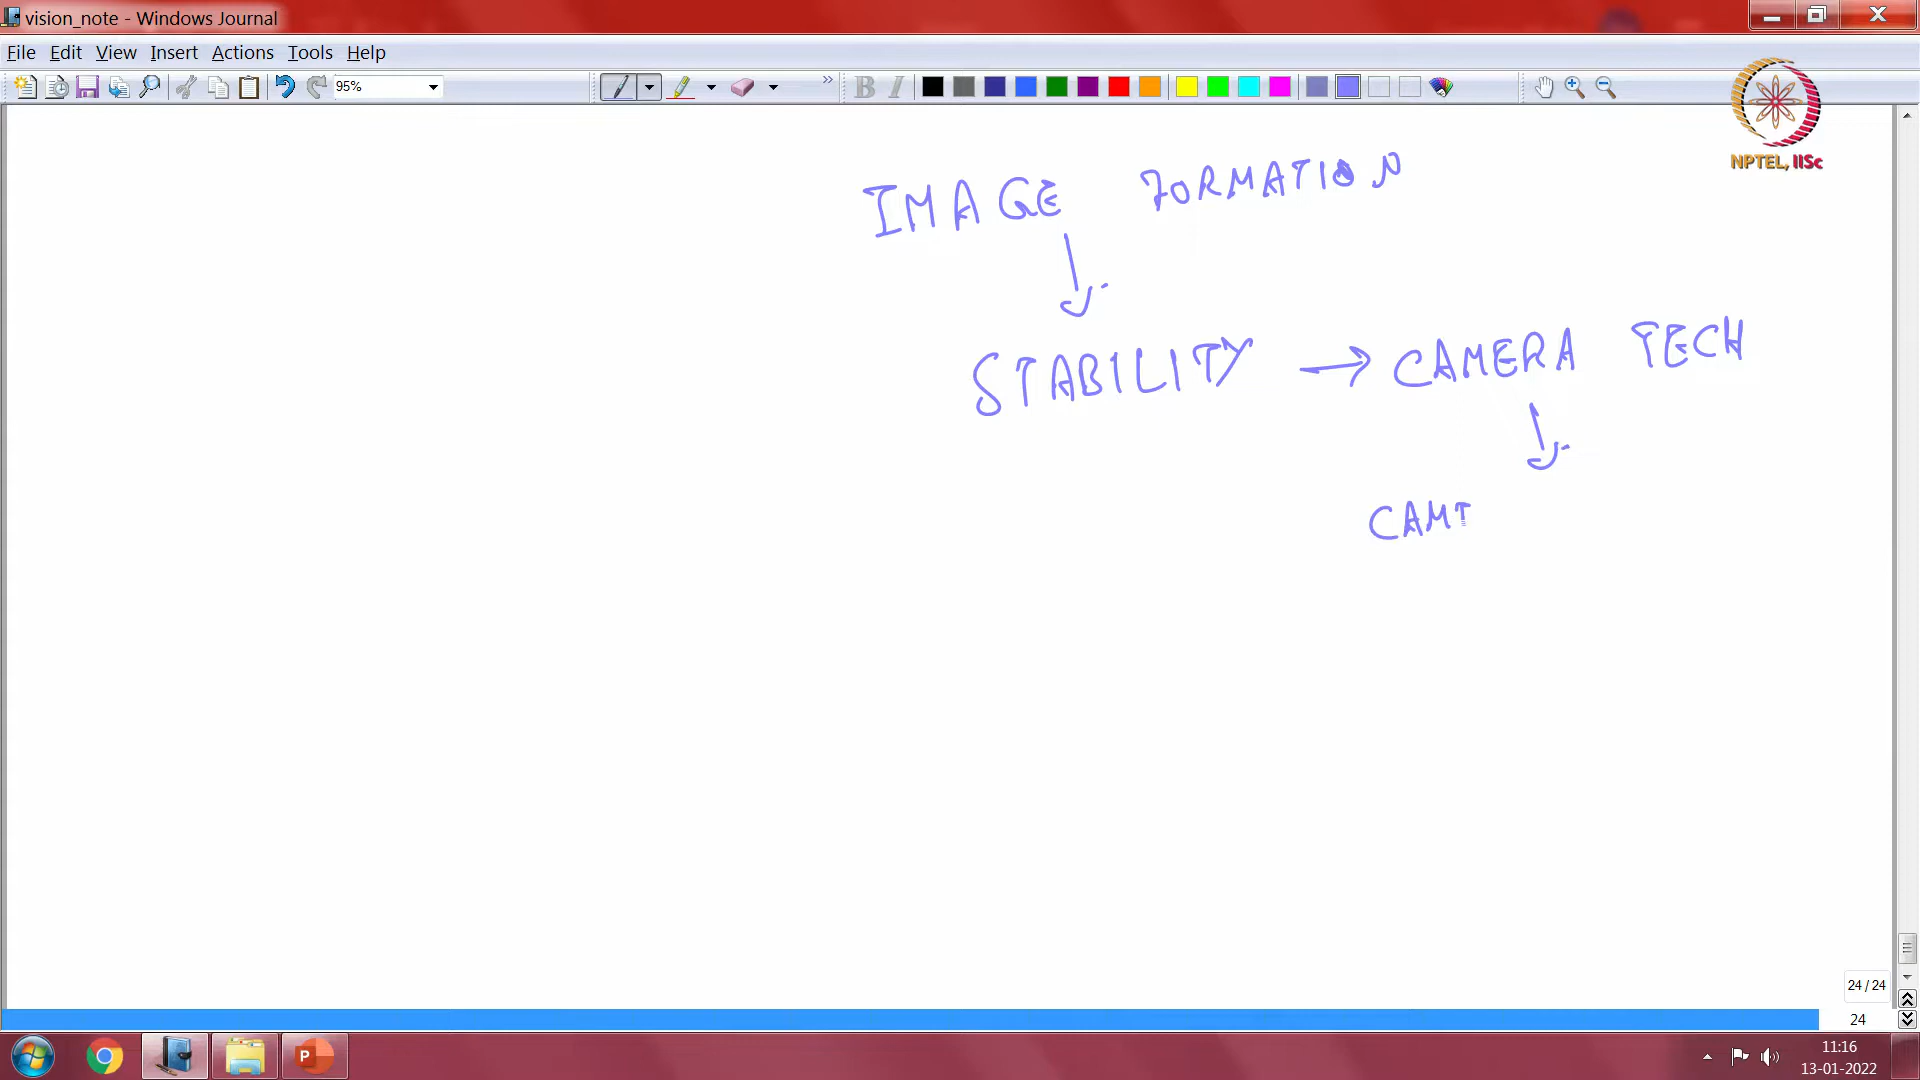 vision_note - Windows Journal
File Edit View Insert Actions Tools Help
95%
B I
NPTEL, IISc
IMAGE FORMATION
STABILITY → CAMERA TECH
24 / 24
24
P
11:16
13-01-2022